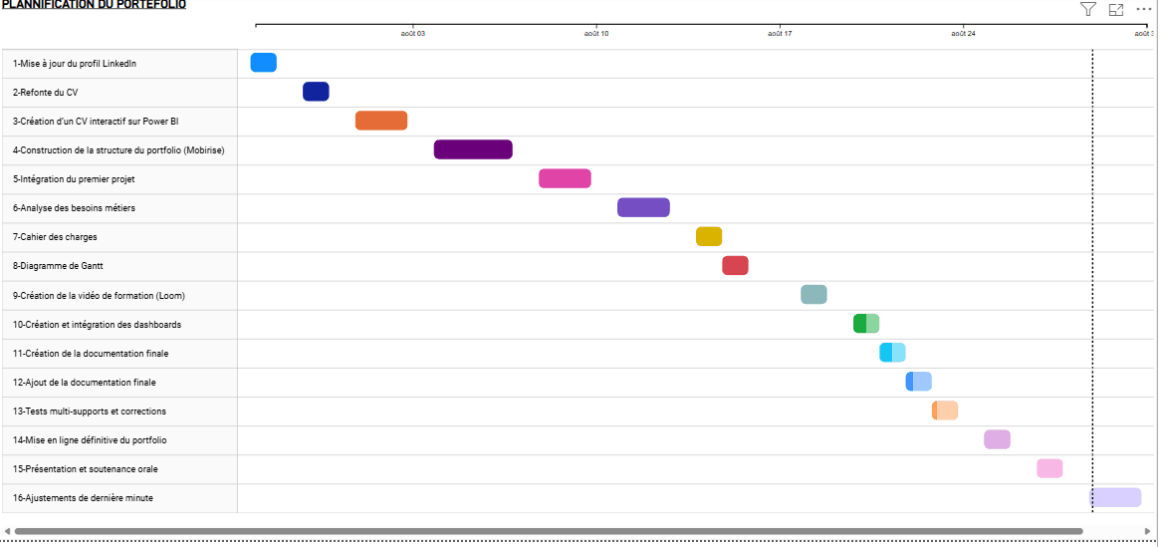 PLANNIFICATION DU PORTEFOLIO
août 03 août 10 août 17 août 24 août 3
1-Mise à jour du profil LinkedIn
2-Refonte du CV
3-Création d'un CV interactif sur Power BI
4-Construction de la structure du portfolio (Mobirise)
5-Intégration du premier projet
6-Analyse des besoins métiers
7-Cahier des charges
8-Diagramme de Gantt
9-Création de la vidéo de formation (Loom)
10-Création et intégration des dashboards
11-Création de la documentation finale
12-Ajout de la documentation finale
13-Tests multi-supports et corrections
14-Mise en ligne définitive du portfolio
15-Présentation et soutenance orale
16-Ajustements de dernière minute